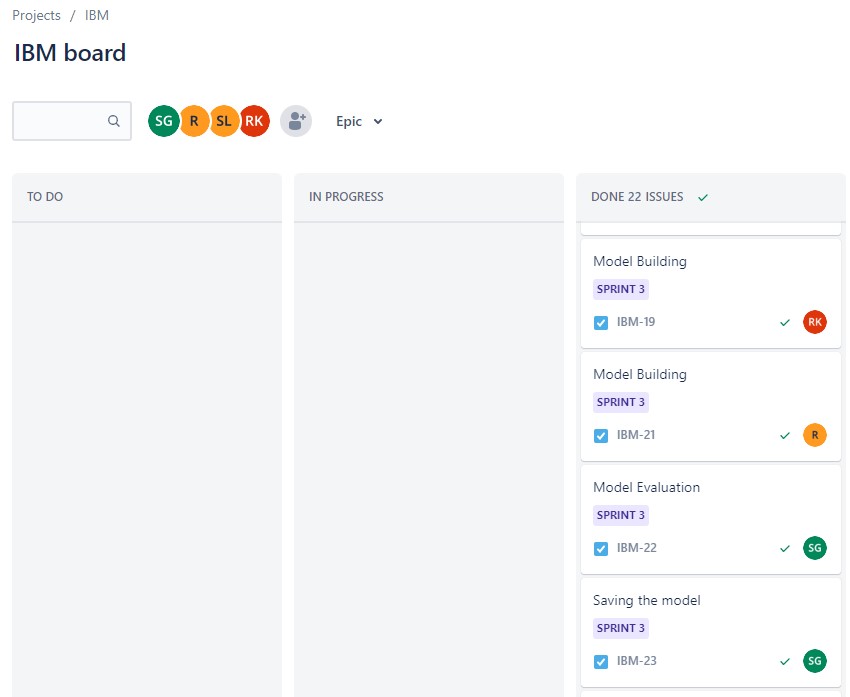 Projects / IBM
IBM board
SG R SL RK Epic
TO DO
IN PROGRESS
DONE 22 ISSUES
Model Building
SPRINT 3
IBM-19 RK
Model Building
SPRINT 3
IBM-21 R
Model Evaluation
SPRINT 3
IBM-22 SG
Saving the model
SPRINT 3
IBM-23 SG